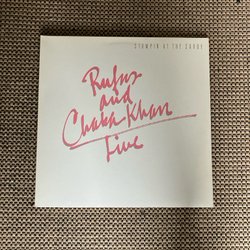 STOMPIN' AT THE SAVOY
Rufus
and
Chaka Khan
Live